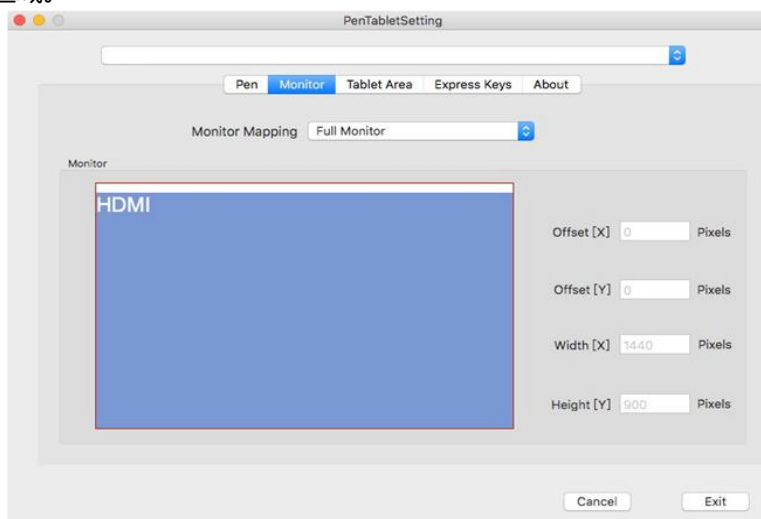 PenTabletSetting
Pen Monitor Tablet Area Express Keys About
Monitor Mapping Full Monitor
Monitor
HDMI
Offset [X] 0 Pixels
Offset [Y] 0 Pixels
Width [X] 1440 Pixels
Height [Y] 900 Pixels
Cancel Exit